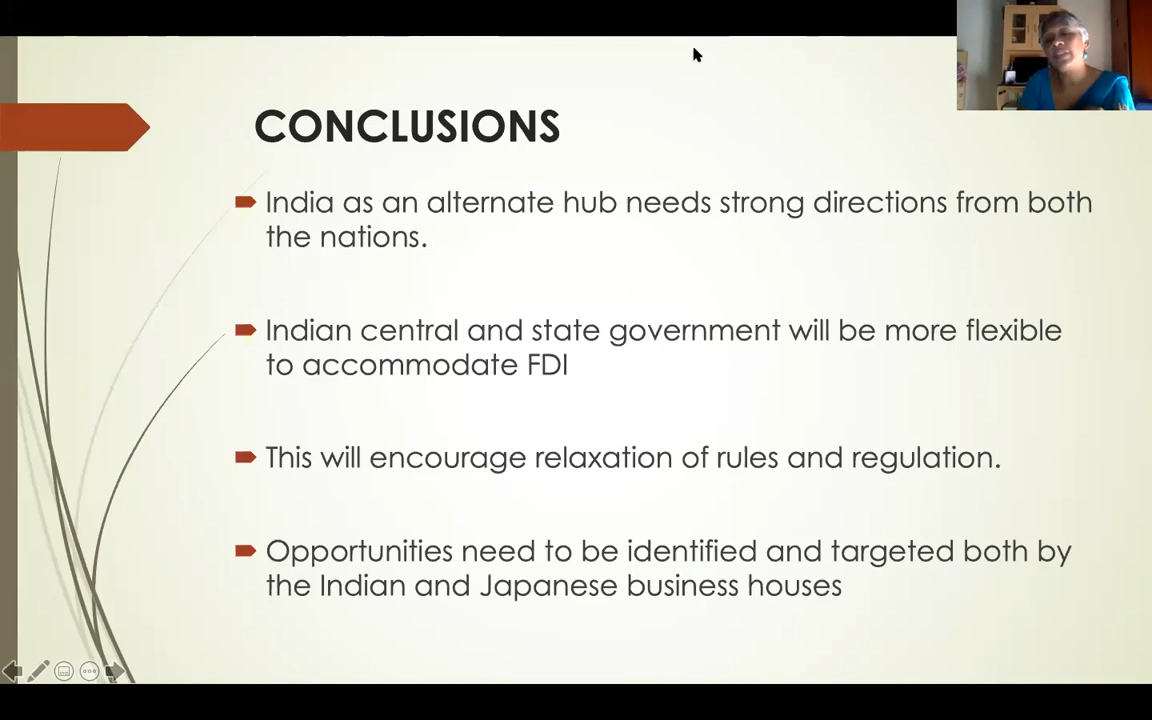 CONCLUSIONS
India as an alternate hub needs strong directions from both
the nations.
Indian central and state government will be more flexible
to accommodate FDI
This will encourage relaxation of rules and regulation.
Opportunities need to be identified and targeted both by
the Indian and Japanese business houses